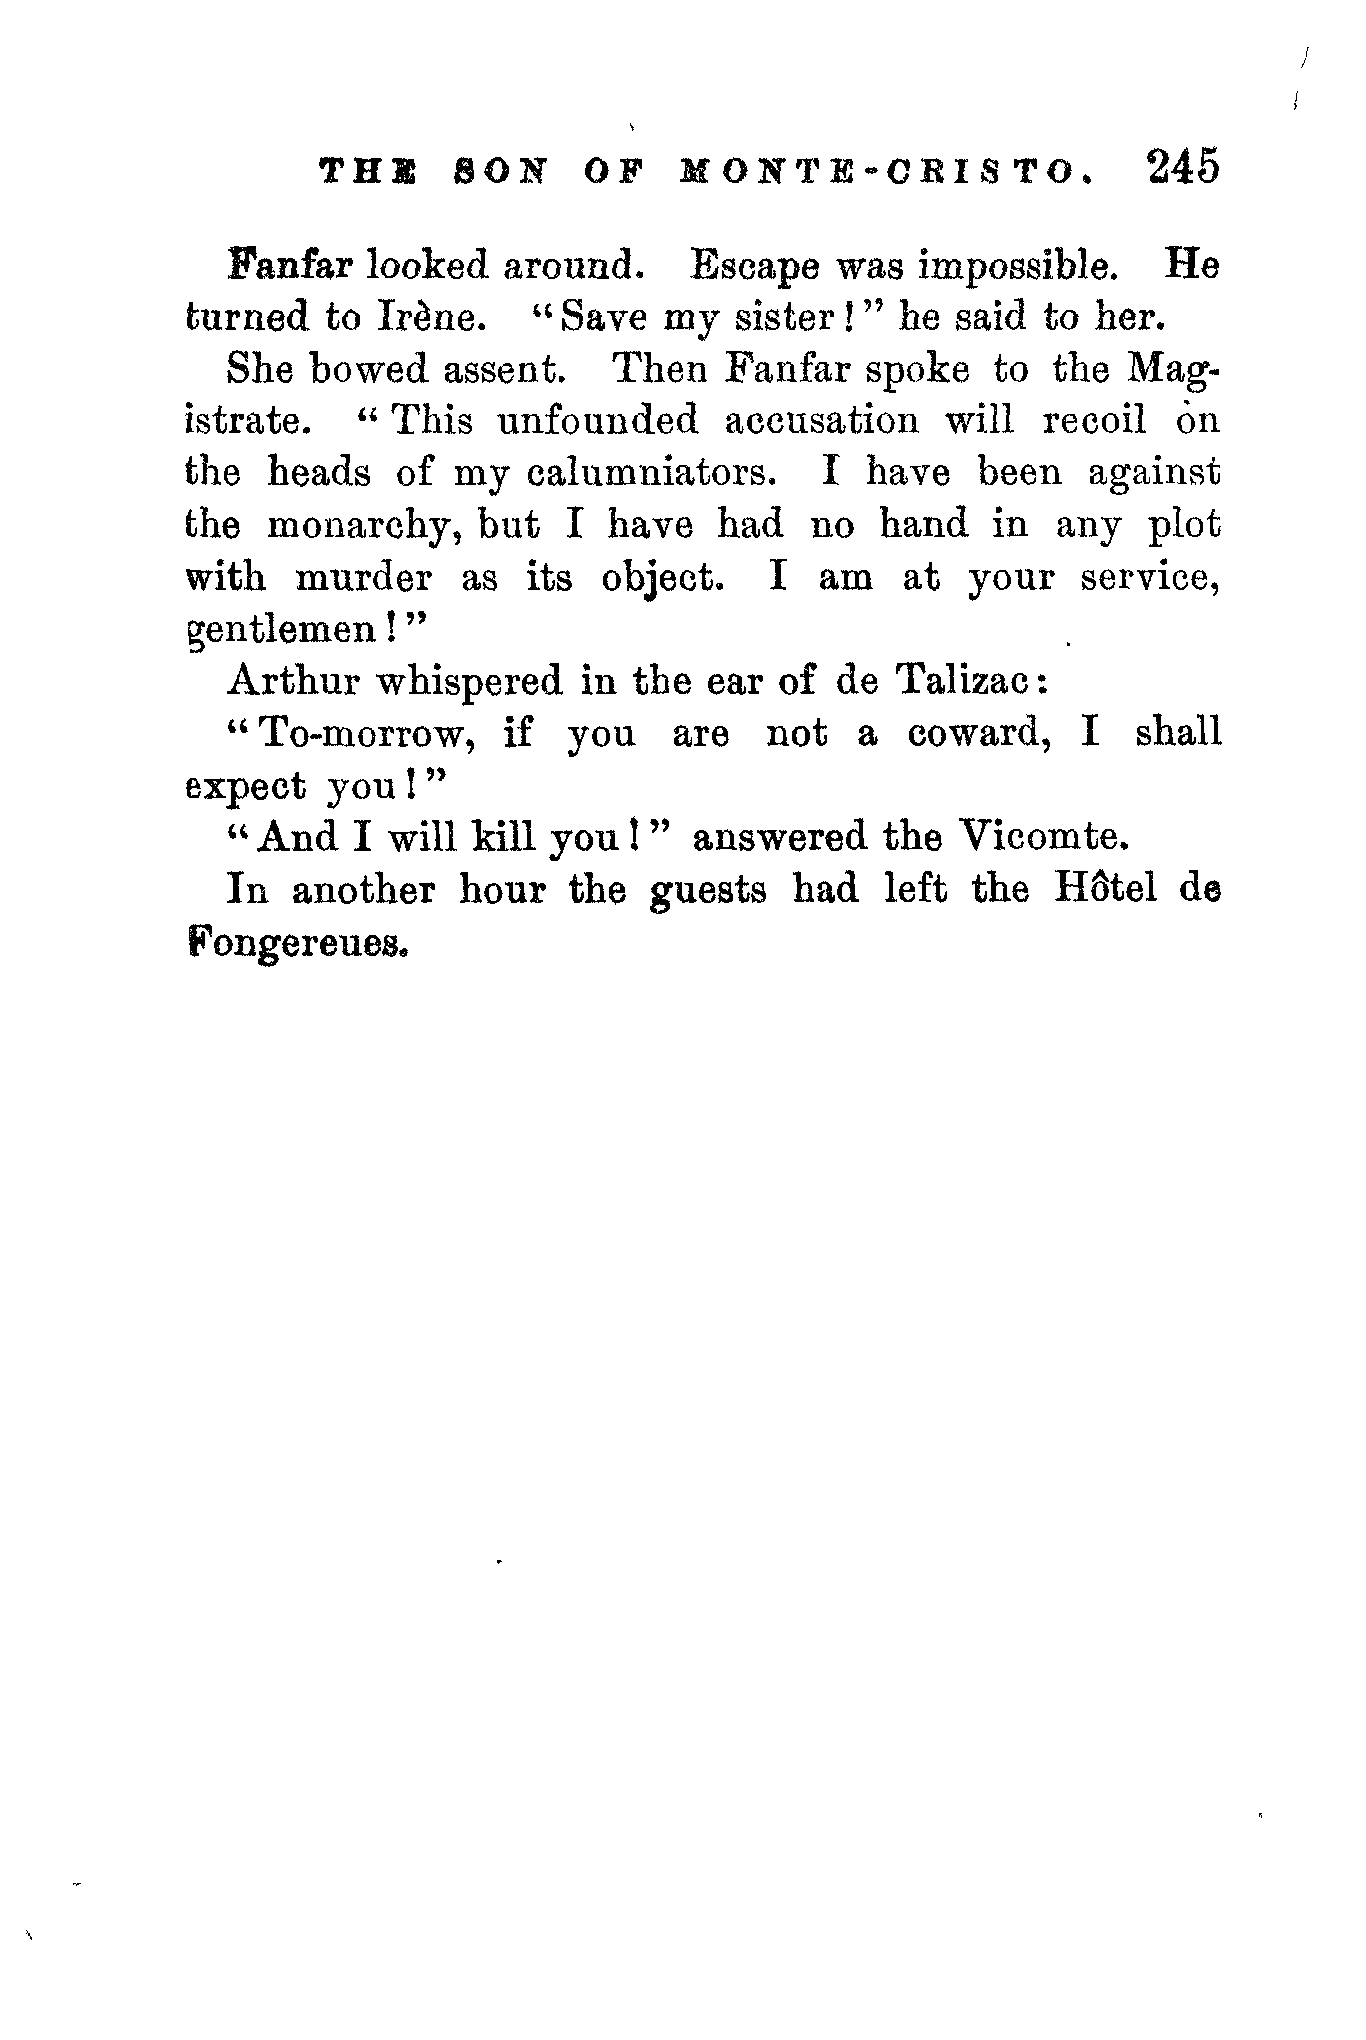 THE SON OF MONTE-CRISTO. 245
Fanfar looked around. Escape was impossible. He
turned to Irène. “Save my sister!” he said to her.
She bowed assent. Then Fanfar spoke to the Mag-
istrate. “This unfounded accusation will recoil on
the heads of my calumniators. I have been against
the monarchy, but I have had no hand in any plot
with murder as its object. I am at your service,
gentlemen!”
Arthur whispered in the ear of de Talizac:
“To-morrow, if you are not a coward, I shall
expect you!”
“And I will kill you!” answered the Vicomte.
In another hour the guests had left the Hôtel de
Fongereues.